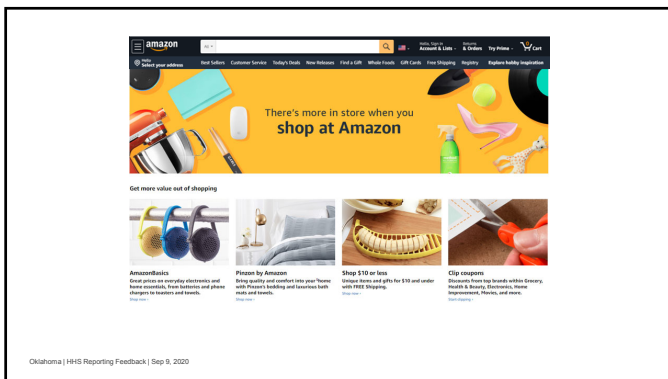 amazon
All
Hello, Sign in
Account & Lists
Returns
& Orders
Try Prime
Cart
Hello
Select your address
Best Sellers Customer Service Today's Deals New Releases Find a Gift Whole Foods Gift Cards Free Shipping Registry Explore hobby inspiration
There's more in store when you
shop at Amazon
Get more value out of shopping
AmazonBasics
Great prices on everyday electronics and
home essentials, from batteries and phone
chargers to toasters and towels.
Shop now ›
Pinzon by Amazon
Bring quality and comfort into your home
with Pinzon's bedding and luxurious bath
mats and towels.
Shop now ›
Shop $10 or less
Unique items and gifts for $10 and under
with FREE Shipping.
Shop now ›
Clip coupons
Discounts from top brands within Grocery,
Health & Beauty, Electronics, Home
Improvement, Movies, and more.
Start clipping ›
Oklahoma | HHS Reporting Feedback | Sep 9, 2020